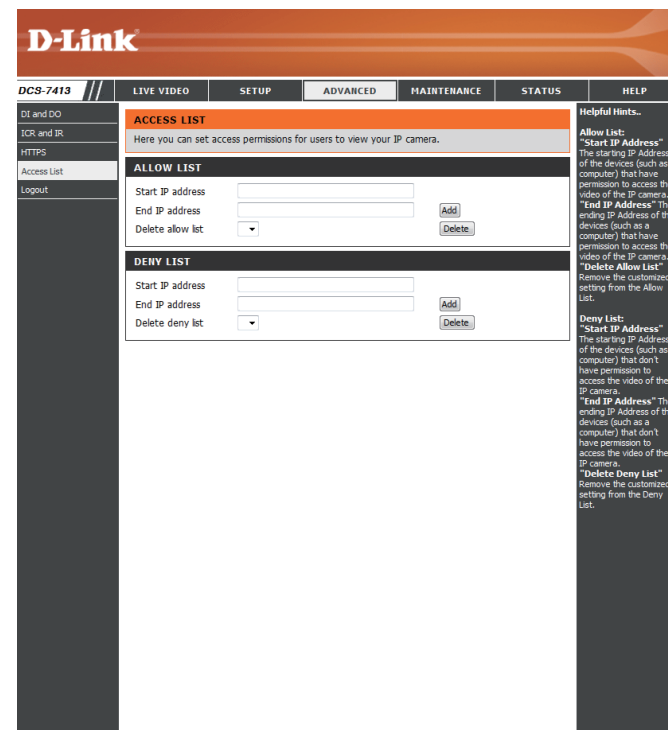 D-Link
DCS-7413 LIVE VIDEO SETUP ADVANCED MAINTENANCE STATUS HELP
DI and DO
ICR and IR
HTTPS
Access List
Logout
ACCESS LIST
Here you can set access permissions for users to view your IP camera.
ALLOW LIST
Start IP address
End IP address Add
Delete allow list Delete
DENY LIST
Start IP address
End IP address Add
Delete deny list Delete
Helpful Hints..
Allow List:
"Start IP Address"
The starting IP Address
of the devices (such as
computer) that have
permission to access th
video of the IP camera.
"End IP Address" Th
ending IP Address of th
devices (such as a
computer) that have
permission to access th
video of the IP camera.
"Delete Allow List"
Remove the customized
setting from the Allow
List.
Deny List:
"Start IP Address"
The starting IP Address
of the devices (such as
computer) that don't
have permission to
access the video of the
IP camera.
"End IP Address" Th
ending IP Address of th
devices (such as a
computer) that don't
have permission to
access the video of the
IP camera.
"Delete Deny List"
Remove the customized
setting from the Deny
List.